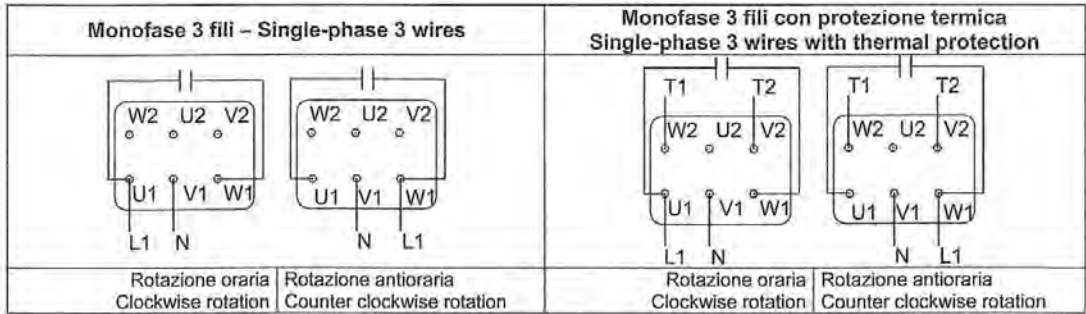 Monofase 3 fili – Single-phase 3 wires
Monofase 3 fili con protezione termica
Single-phase 3 wires with thermal protection
W2 U2 V2
U1 V1 W1
L1 N
W2 U2 V2
U1 V1 W1
N L1
T1 T2
W2 U2 V2
U1 V1 W1
L1 N
T1 T2
W2 U2 V2
U1 V1 W1
N L1
Rotazione oraria
Clockwise rotation
Rotazione antioraria
Counter clockwise rotation
Rotazione oraria
Clockwise rotation
Rotazione antioraria
Counter clockwise rotation